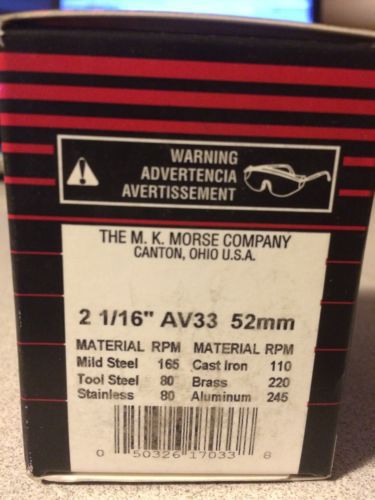 WARNING
ADVERTENCIA
AVERTISSEMENT
THE M. K. MORSE COMPANY
CANTON, OHIO U.S.A.
2 1/16" AV33 52mm
MATERIAL RPM MATERIAL RPM
Mild Steel 165 Cast Iron 110
Tool Steel 80 Brass 220
Stainless 80 Aluminum 245
0 50326 17033 8